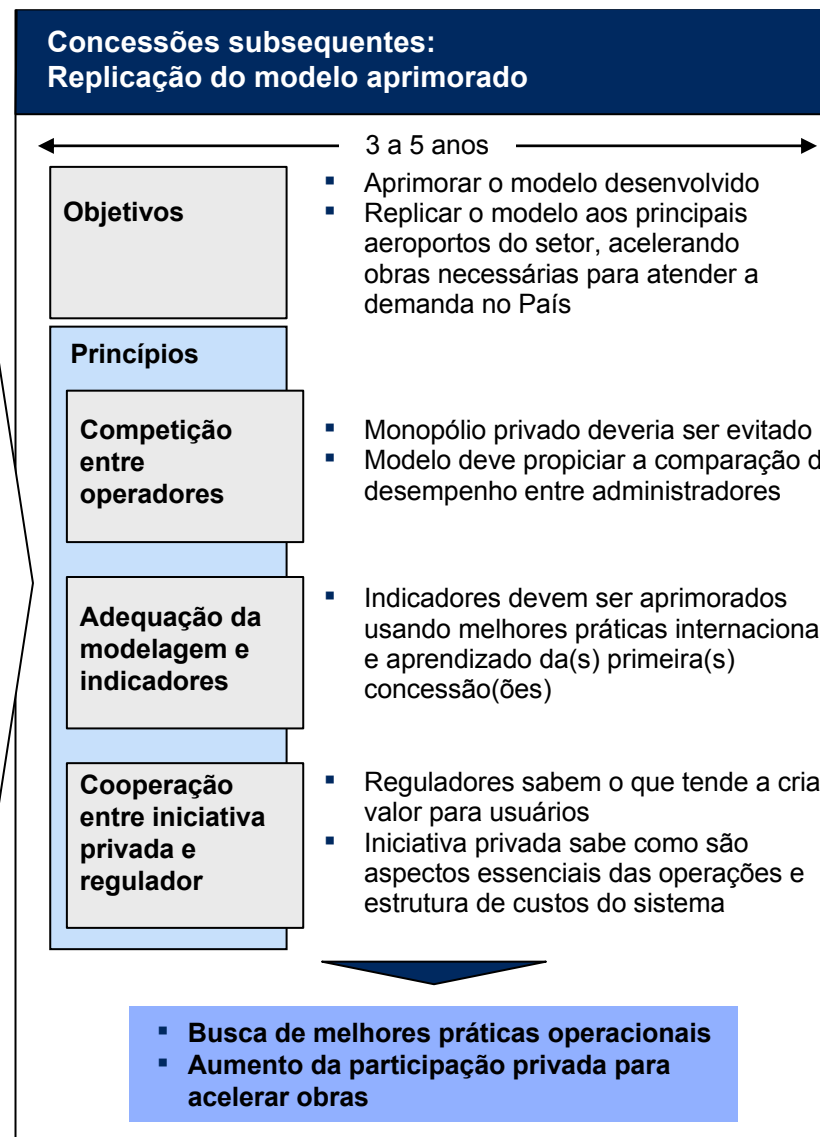 Concessões subsequentes:
Replicação do modelo aprimorado
3 a 5 anos
Objetivos
▪ Aprimorar o modelo desenvolvido
▪ Replicar o modelo aos principais
aeroportos do setor, acelerando
obras necessárias para atender a
demanda no País
Princípios
Competição
entre
operadores
▪ Monopólio privado deveria ser evitado
▪ Modelo deve propiciar a comparação d
desempenho entre administradores
Adequação da
modelagem e
indicadores
▪ Indicadores devem ser aprimorados
usando melhores práticas internaciona
e aprendizado da(s) primeira(s)
concessão(ões)
Cooperação
entre iniciativa
privada e
regulador
▪ Reguladores sabem o que tende a cria
valor para usuários
▪ Iniciativa privada sabe como são
aspectos essenciais das operações e
estrutura de custos do sistema
▪ Busca de melhores práticas operacionais
▪ Aumento da participação privada para
acelerar obras